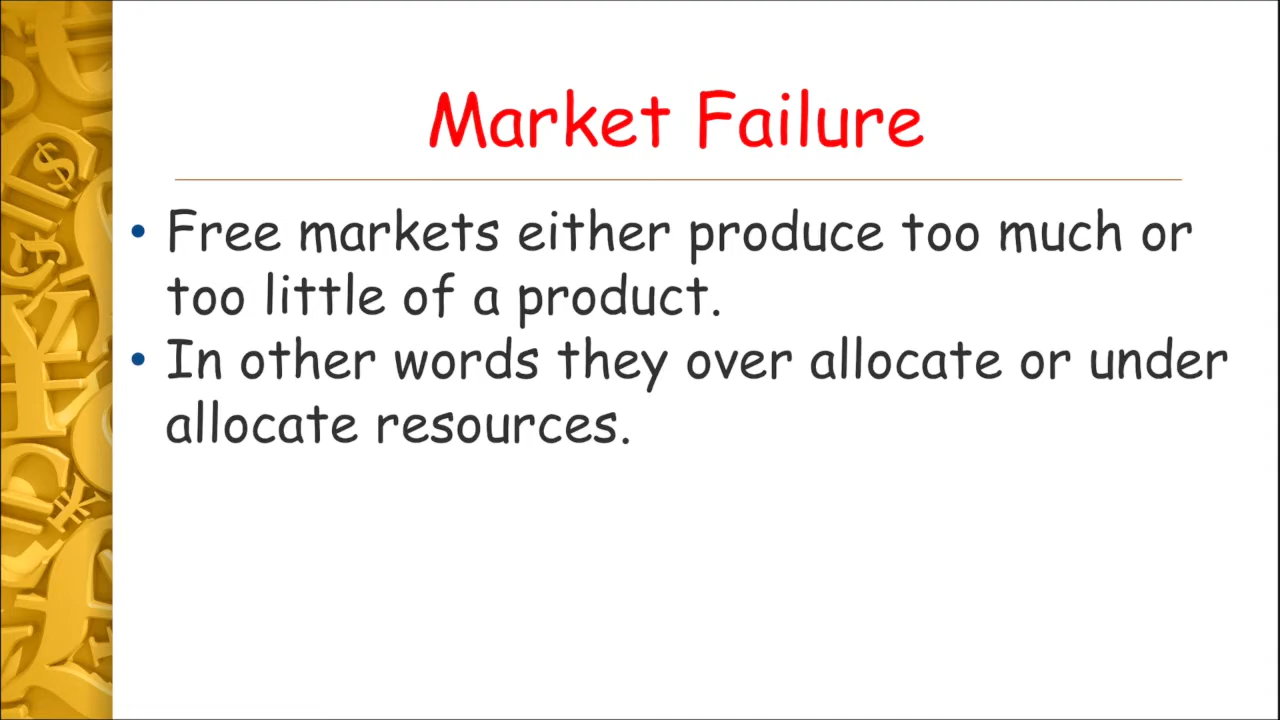 Market Failure
• Free markets either produce too much or
too little of a product.
• In other words they over allocate or under
allocate resources.